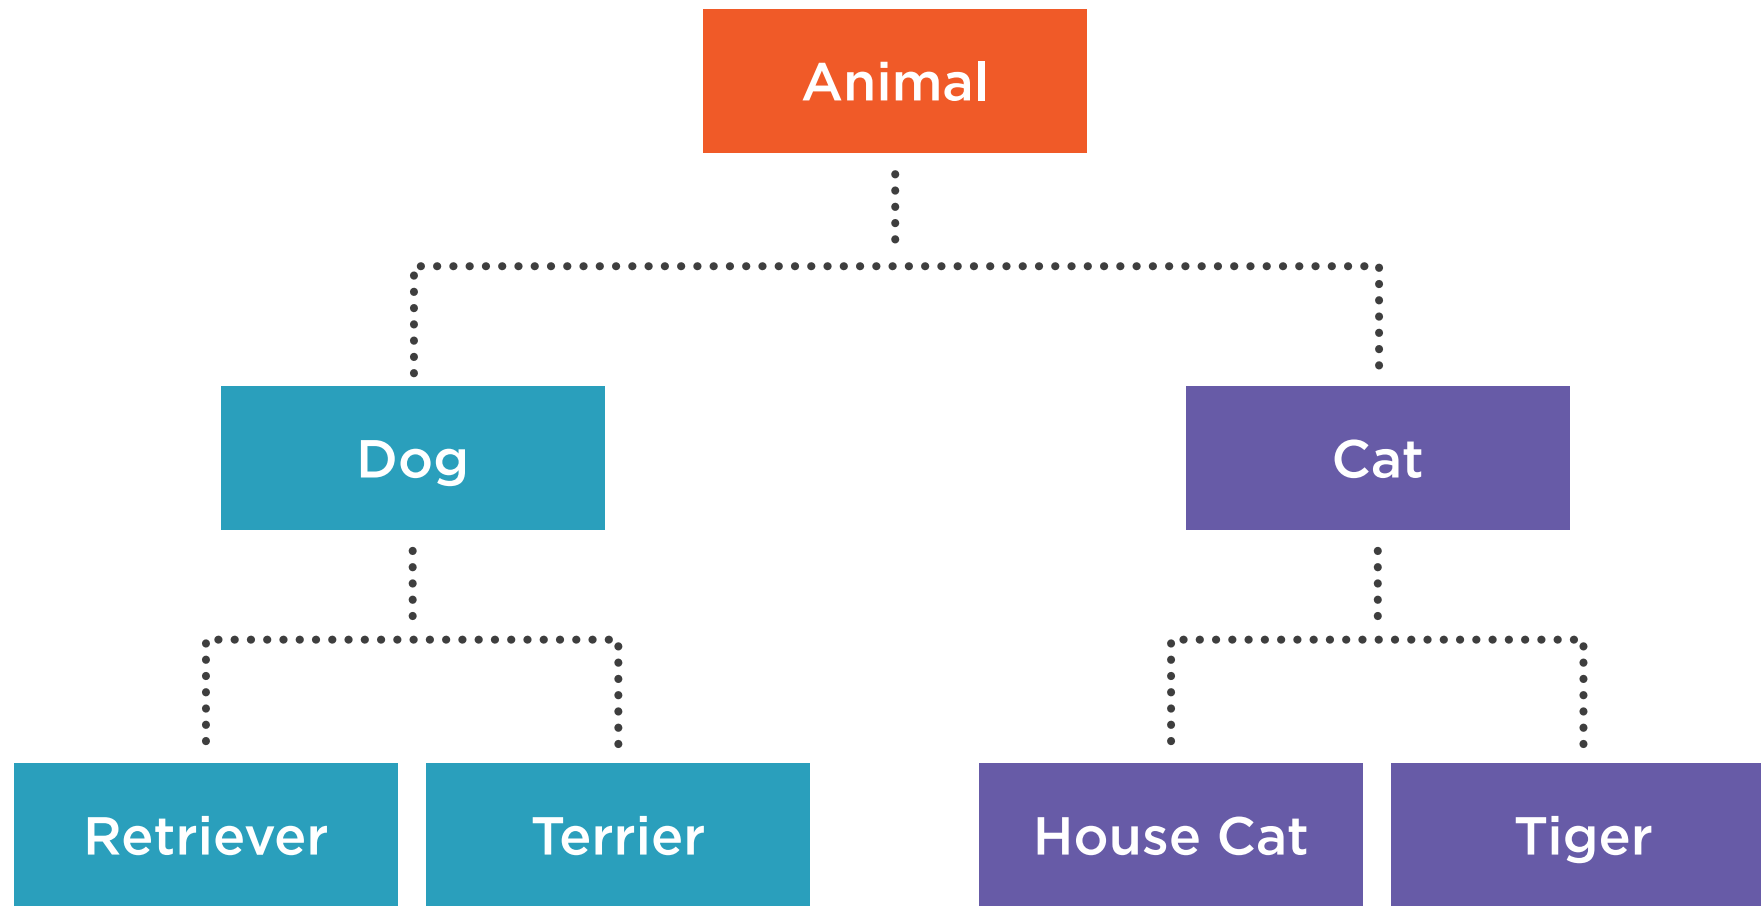 Animal
Dog
Cat
Retriever
Terrier
House Cat
Tiger